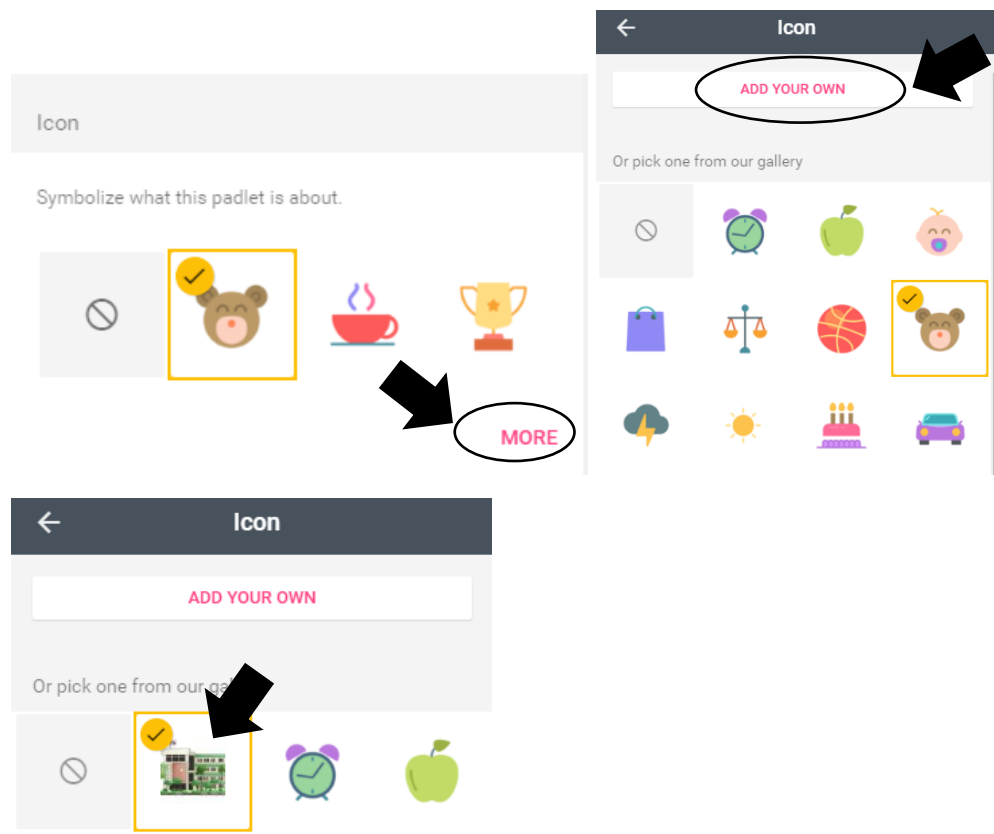 Icon
Symbolize what this padlet is about.
MORE
Icon
ADD YOUR OWN
Or pick one from our gallery
Icon
ADD YOUR OWN
Or pick one from our